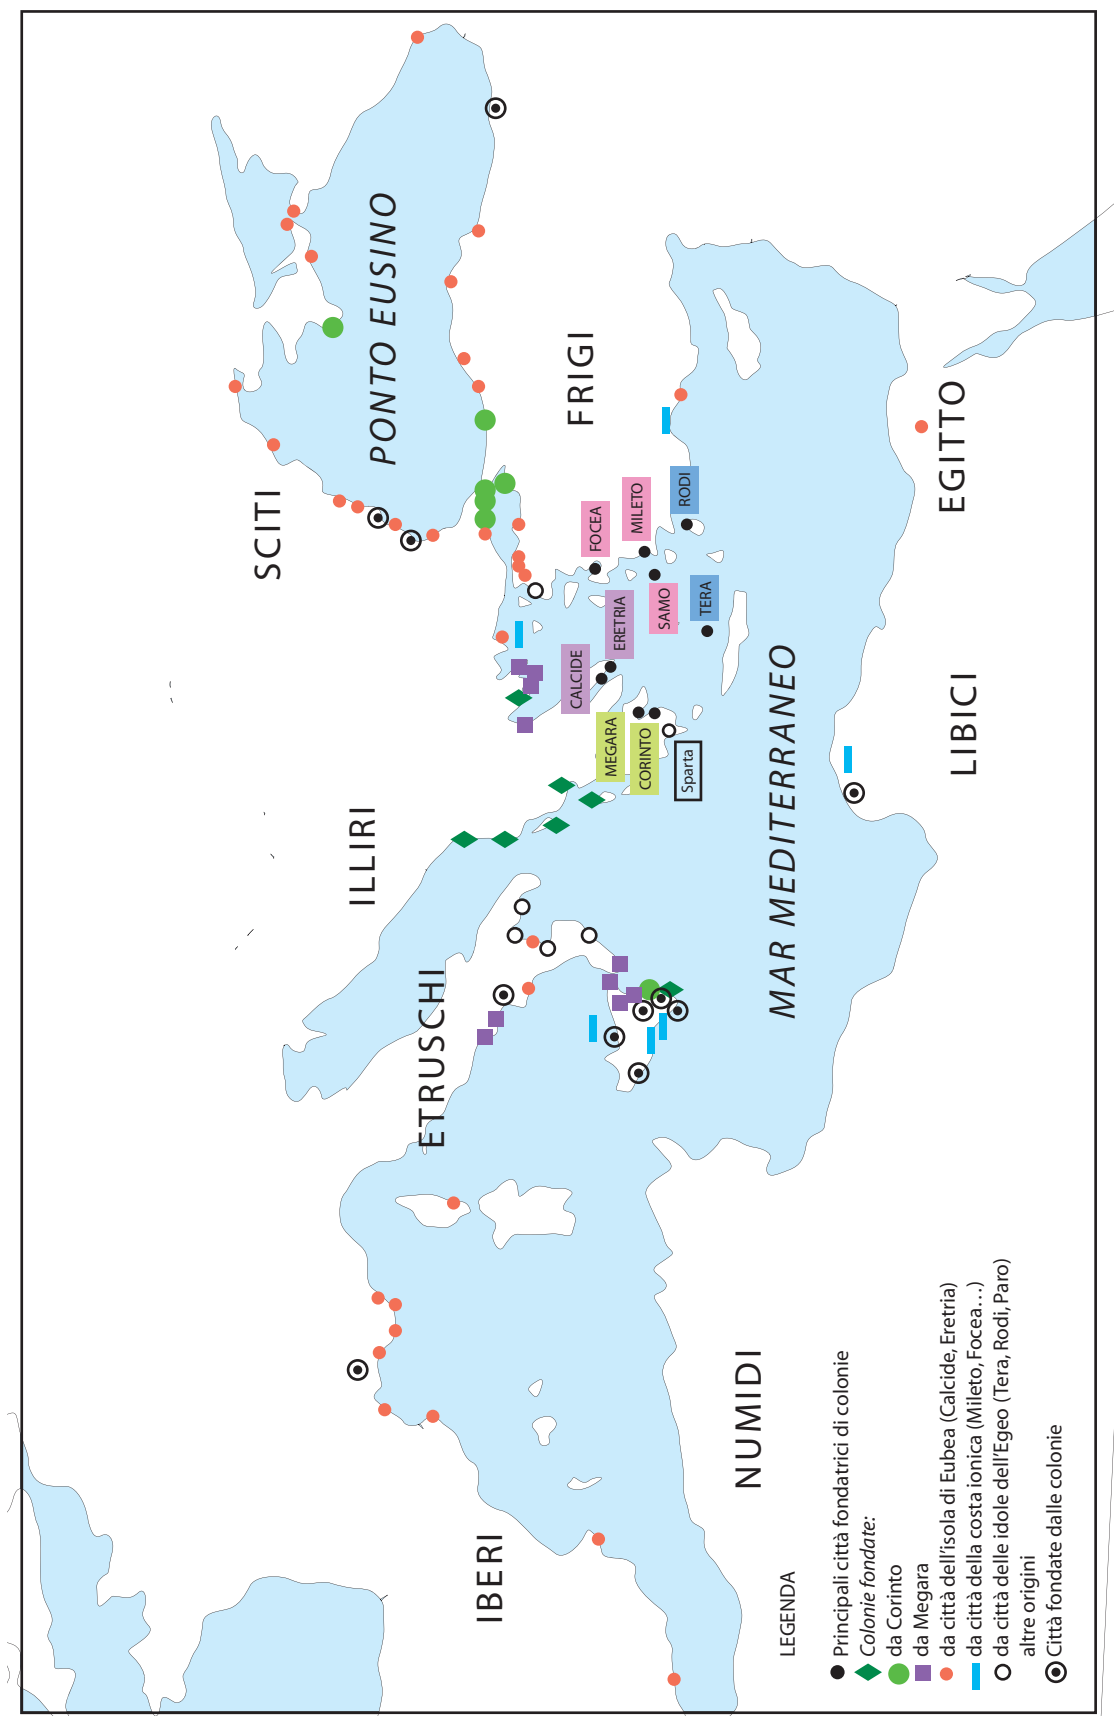 SCITI
PONTO EUSINO
ILLIRI
ETRUSCHI
FRIGI
IBERI
FOCEA
MILETO
RODI
ERETRIA
SAMO
TERA
CALCIDE
MEGARA
CORINTO
Sparta
MAR MEDITERRANEO
EGITTO
LIBICI
NUMIDI
LEGENDA
Principali città fondatrici di colonie
Colonie fondate:
da Corinto
da Megara
da città dell'isola di Eubea (Calcide, Eretria)
da città della costa ionica (Mileto, Focea…)
da città delle idole dell'Egeo (Tera, Rodi, Paro)
altre origini
Città fondate dalle colonie